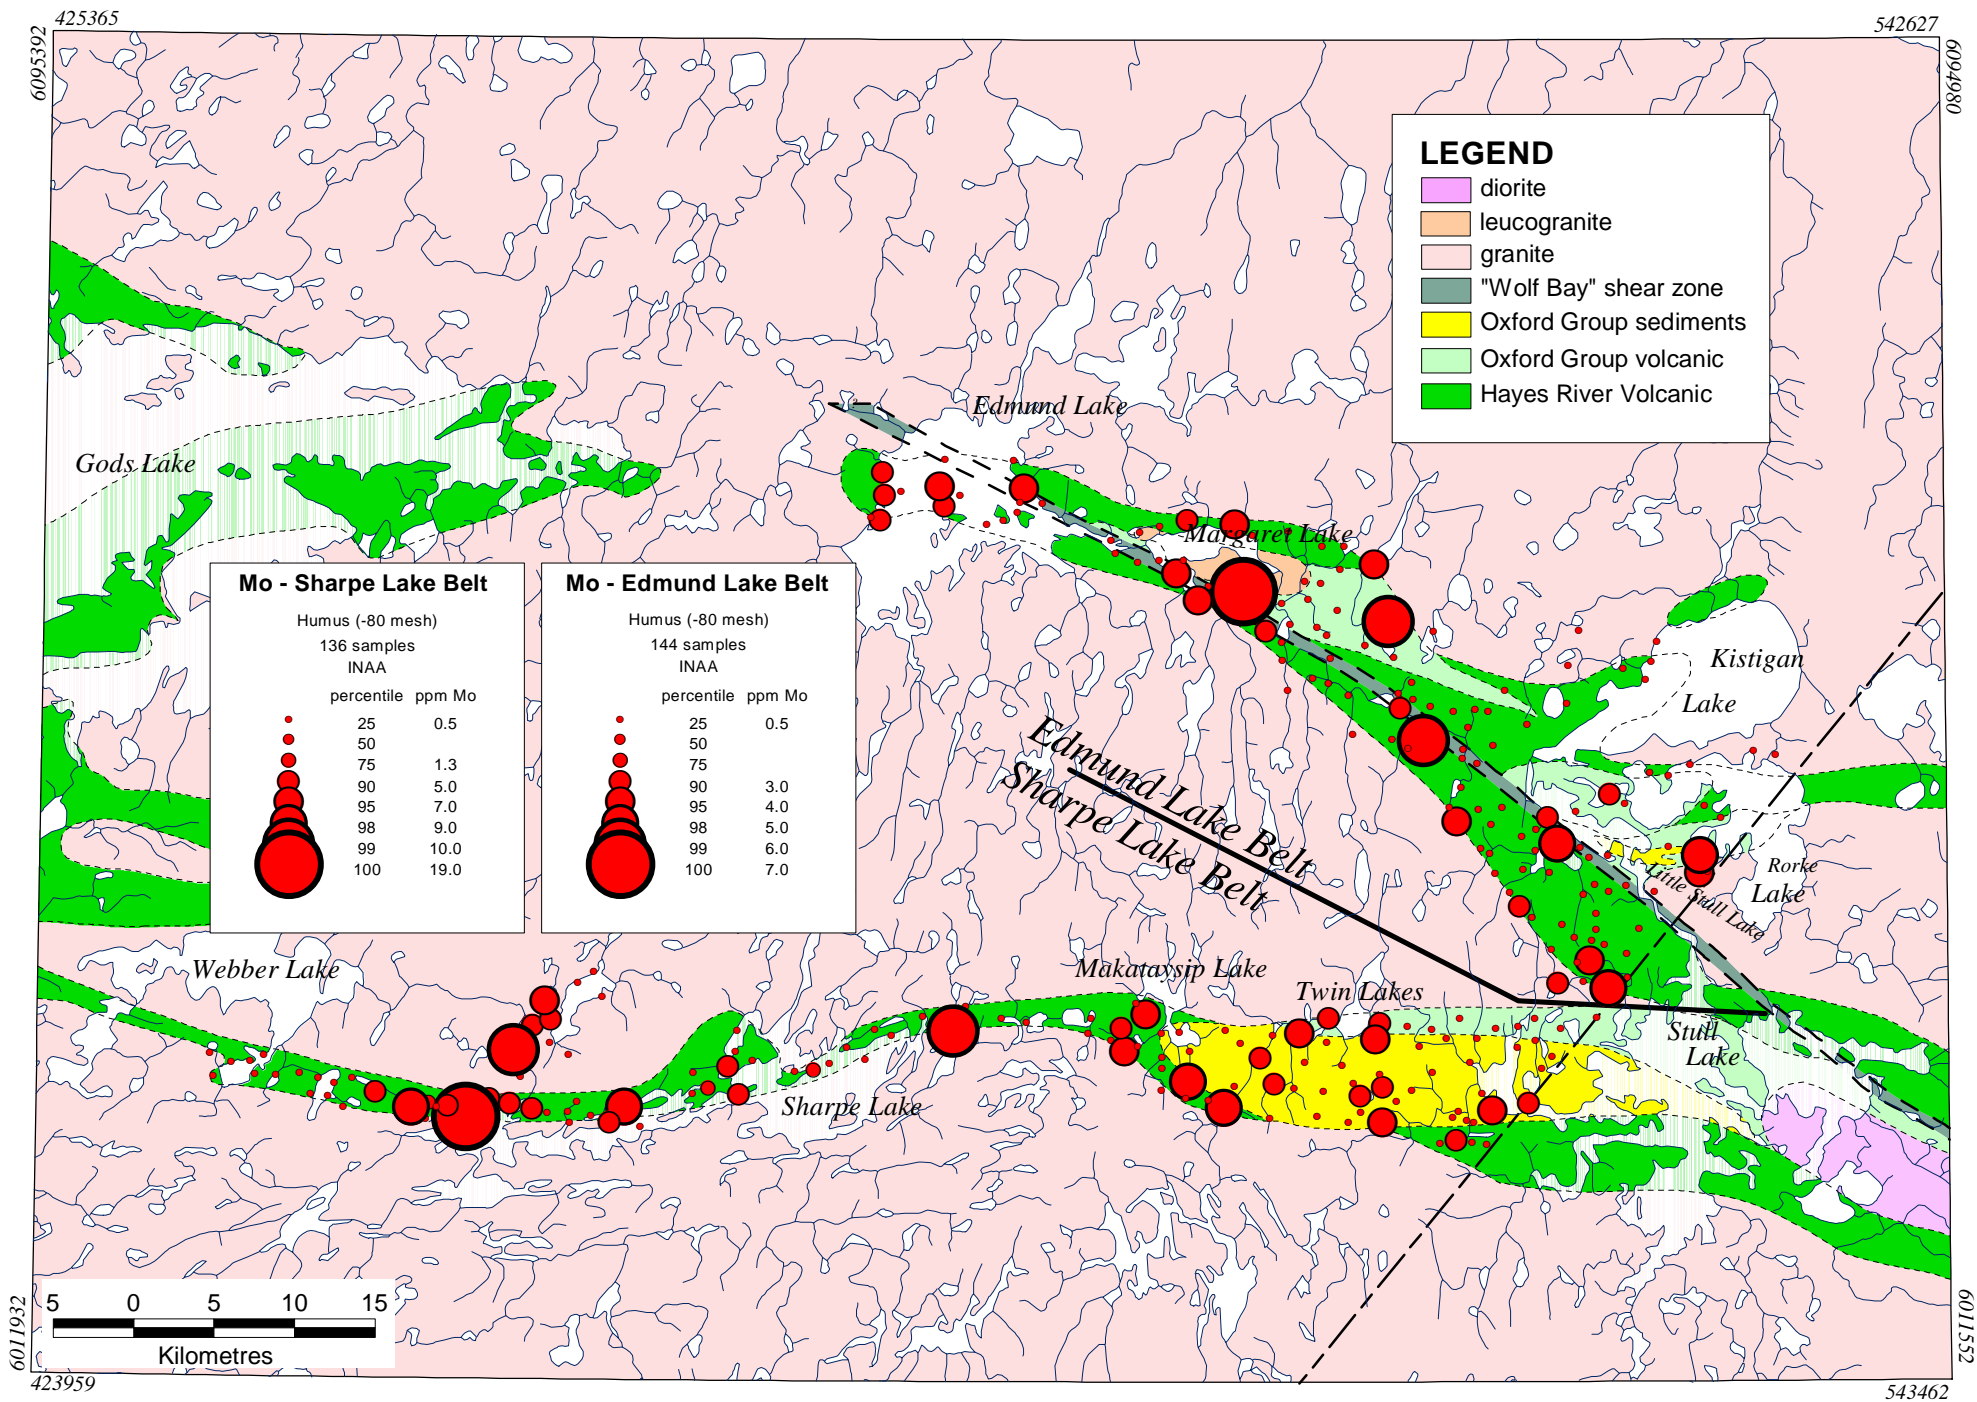 425365
542627
6095392
6094980
LEGEND
diorite
leucogranite
granite
"Wolf Bay" shear zone
Oxford Group sediments
Oxford Group volcanic
Hayes River Volcanic
Edmund Lake
Gods Lake
Margaret Lake
Mo - Sharpe Lake Belt
Humus (-80 mesh)
136 samples
INAA
percentile ppm Mo
25 0.5
50
75 1.3
90 5.0
95 7.0
98 9.0
99 10.0
100 19.0
Mo - Edmund Lake Belt
Humus (-80 mesh)
144 samples
INAA
percentile ppm Mo
25 0.5
50
75
90 3.0
95 4.0
98 5.0
99 6.0
100 7.0
Kistigan
Lake
Edmund Lake Belt
Sharpe Lake Belt
Rorke
Lake
Little Stull Lake
Webber Lake
Makataysip Lake
Twin Lakes
Stull
Lake
Sharpe Lake
5 0 5 10 15
Kilometres
6011932
6011552
423959
543462